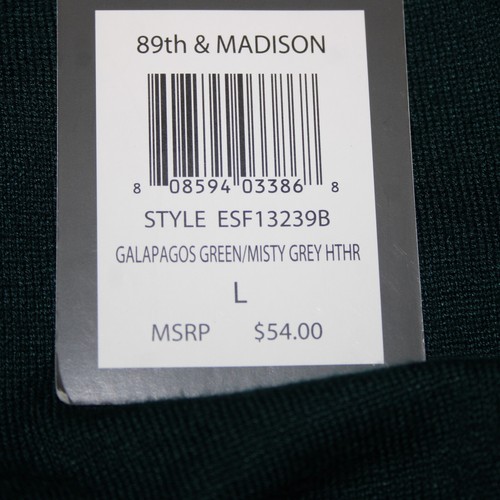 89th & MADISON
8 08594 03386 8
STYLE ESF13239B
GALAPAGOS GREEN/MISTY GREY HTHR
L
MSRP $54.00